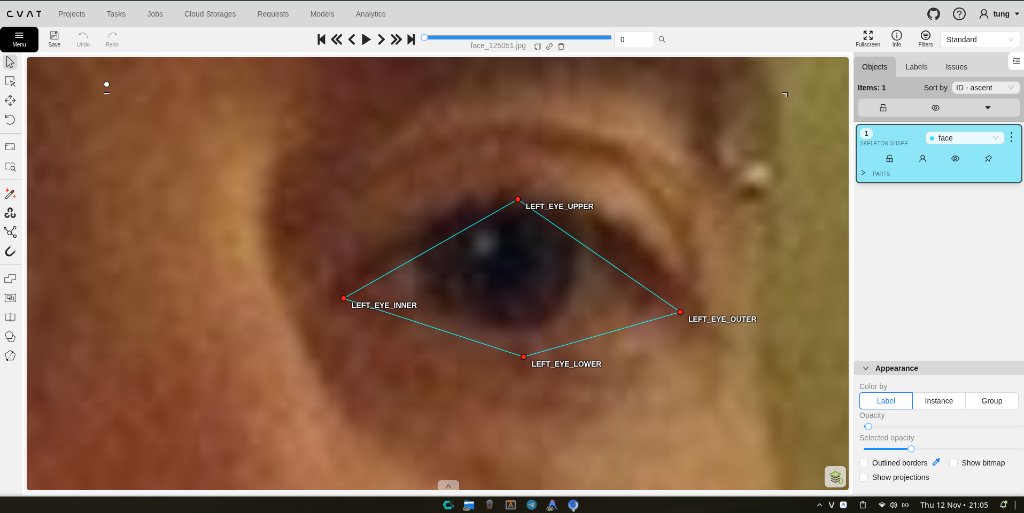 CVAT Projects Tasks Jobs Cloud Storages Requests Models Analytics tung
Menu Save Undo Redo face_125051.jpg 0 Fullscreen Info Filters Standard
Objects Labels Issues
Items: 1 Sort by ID - ascent
1
SKELETON SHAPE face
PARTS
LEFT_EYE_UPPER
LEFT_EYE_INNER
LEFT_EYE_OUTER
LEFT_EYE_LOWER
Appearance
Color by
Label Instance Group
Opacity
Selected opacity
Outlined borders Show bitmap
Show projections
V A Thu 12 Nov • 21:05